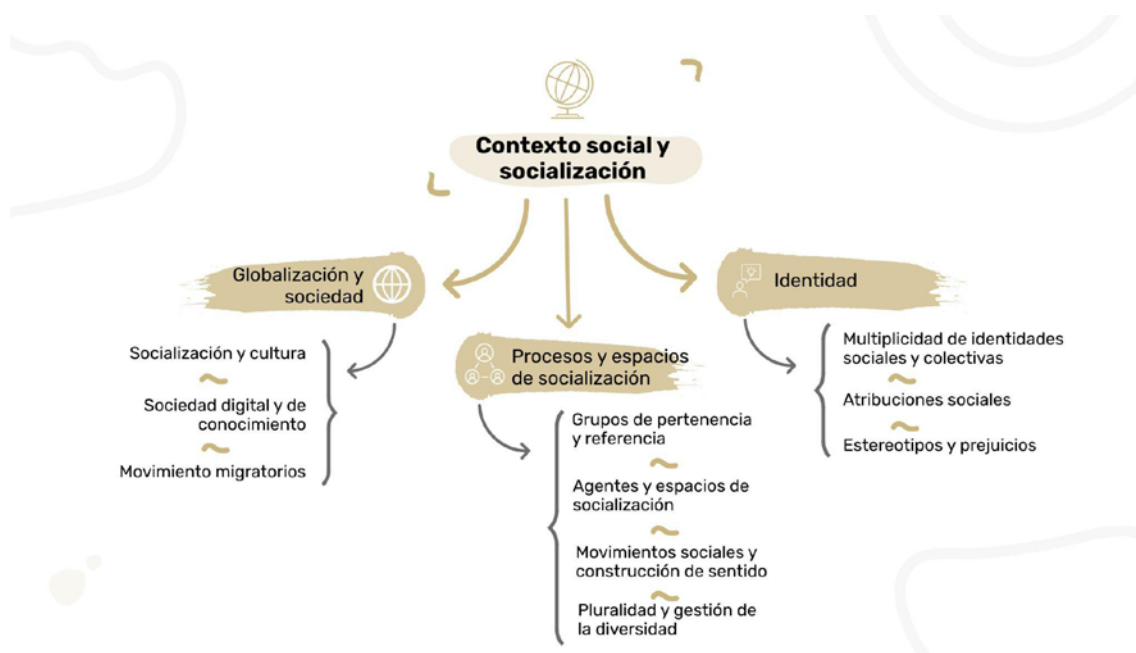 Contexto social y
socialización
Globalización y
sociedad
Socialización y cultura
Sociedad digital y de
conocimiento
Movimiento migratorios
Procesos y espacios
de socialización
Grupos de pertenencia
y referencia
Agentes y espacios de
socialización
Movimientos sociales y
construcción de sentido
Pluralidad y gestión de
la diversidad
Identidad
Multiplicidad de identidades
sociales y colectivas
Atribuciones sociales
Estereotipos y prejuicios